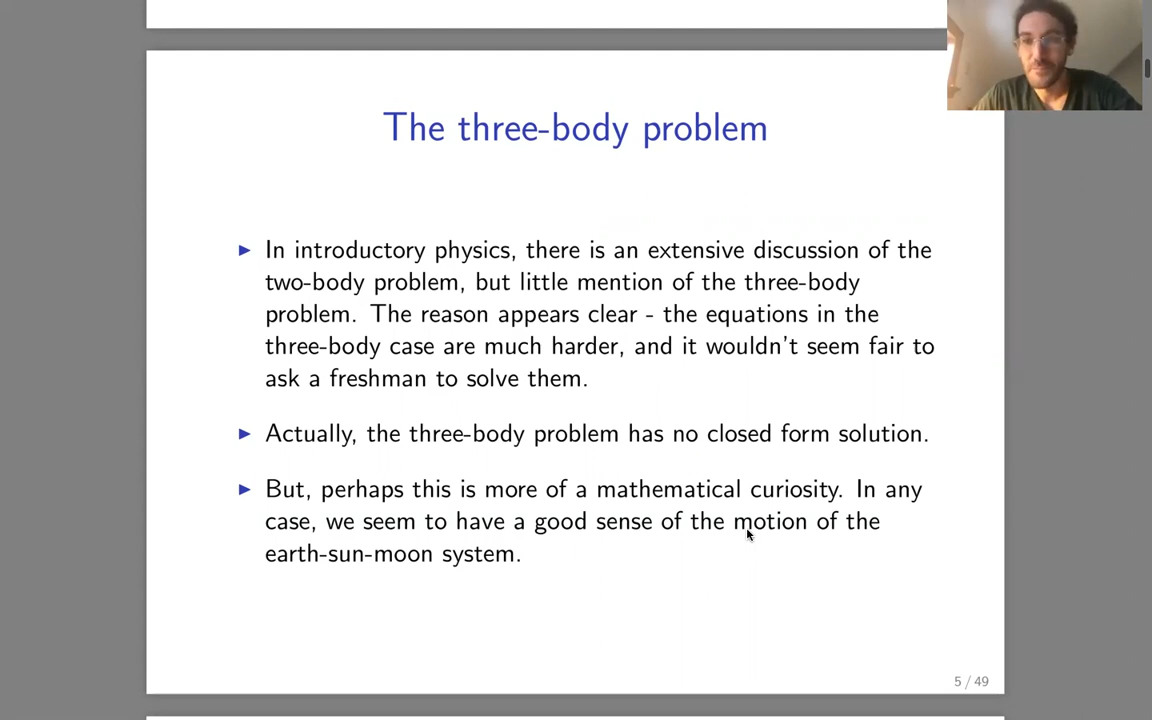 The three-body problem
▶ In introductory physics, there is an extensive discussion of the
two-body problem, but little mention of the three-body
problem. The reason appears clear - the equations in the
three-body case are much harder, and it wouldn't seem fair to
ask a freshman to solve them.
▶ Actually, the three-body problem has no closed form solution.
▶ But, perhaps this is more of a mathematical curiosity. In any
case, we seem to have a good sense of the motion of the
earth-sun-moon system.
5 / 49